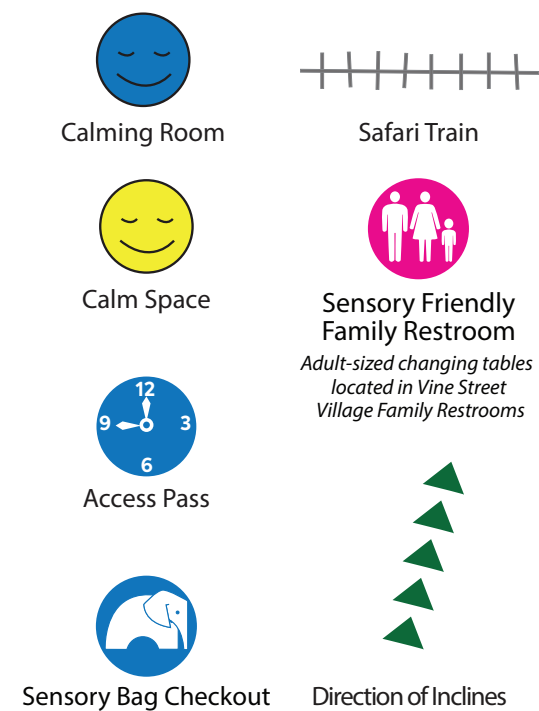 Calming Room
Safari Train
Calm Space
Sensory Friendly
Family Restroom
Adult-sized changing tables
located in Vine Street
Village Family Restrooms
12
9
3
6
Access Pass
Sensory Bag Checkout
Direction of Inclines